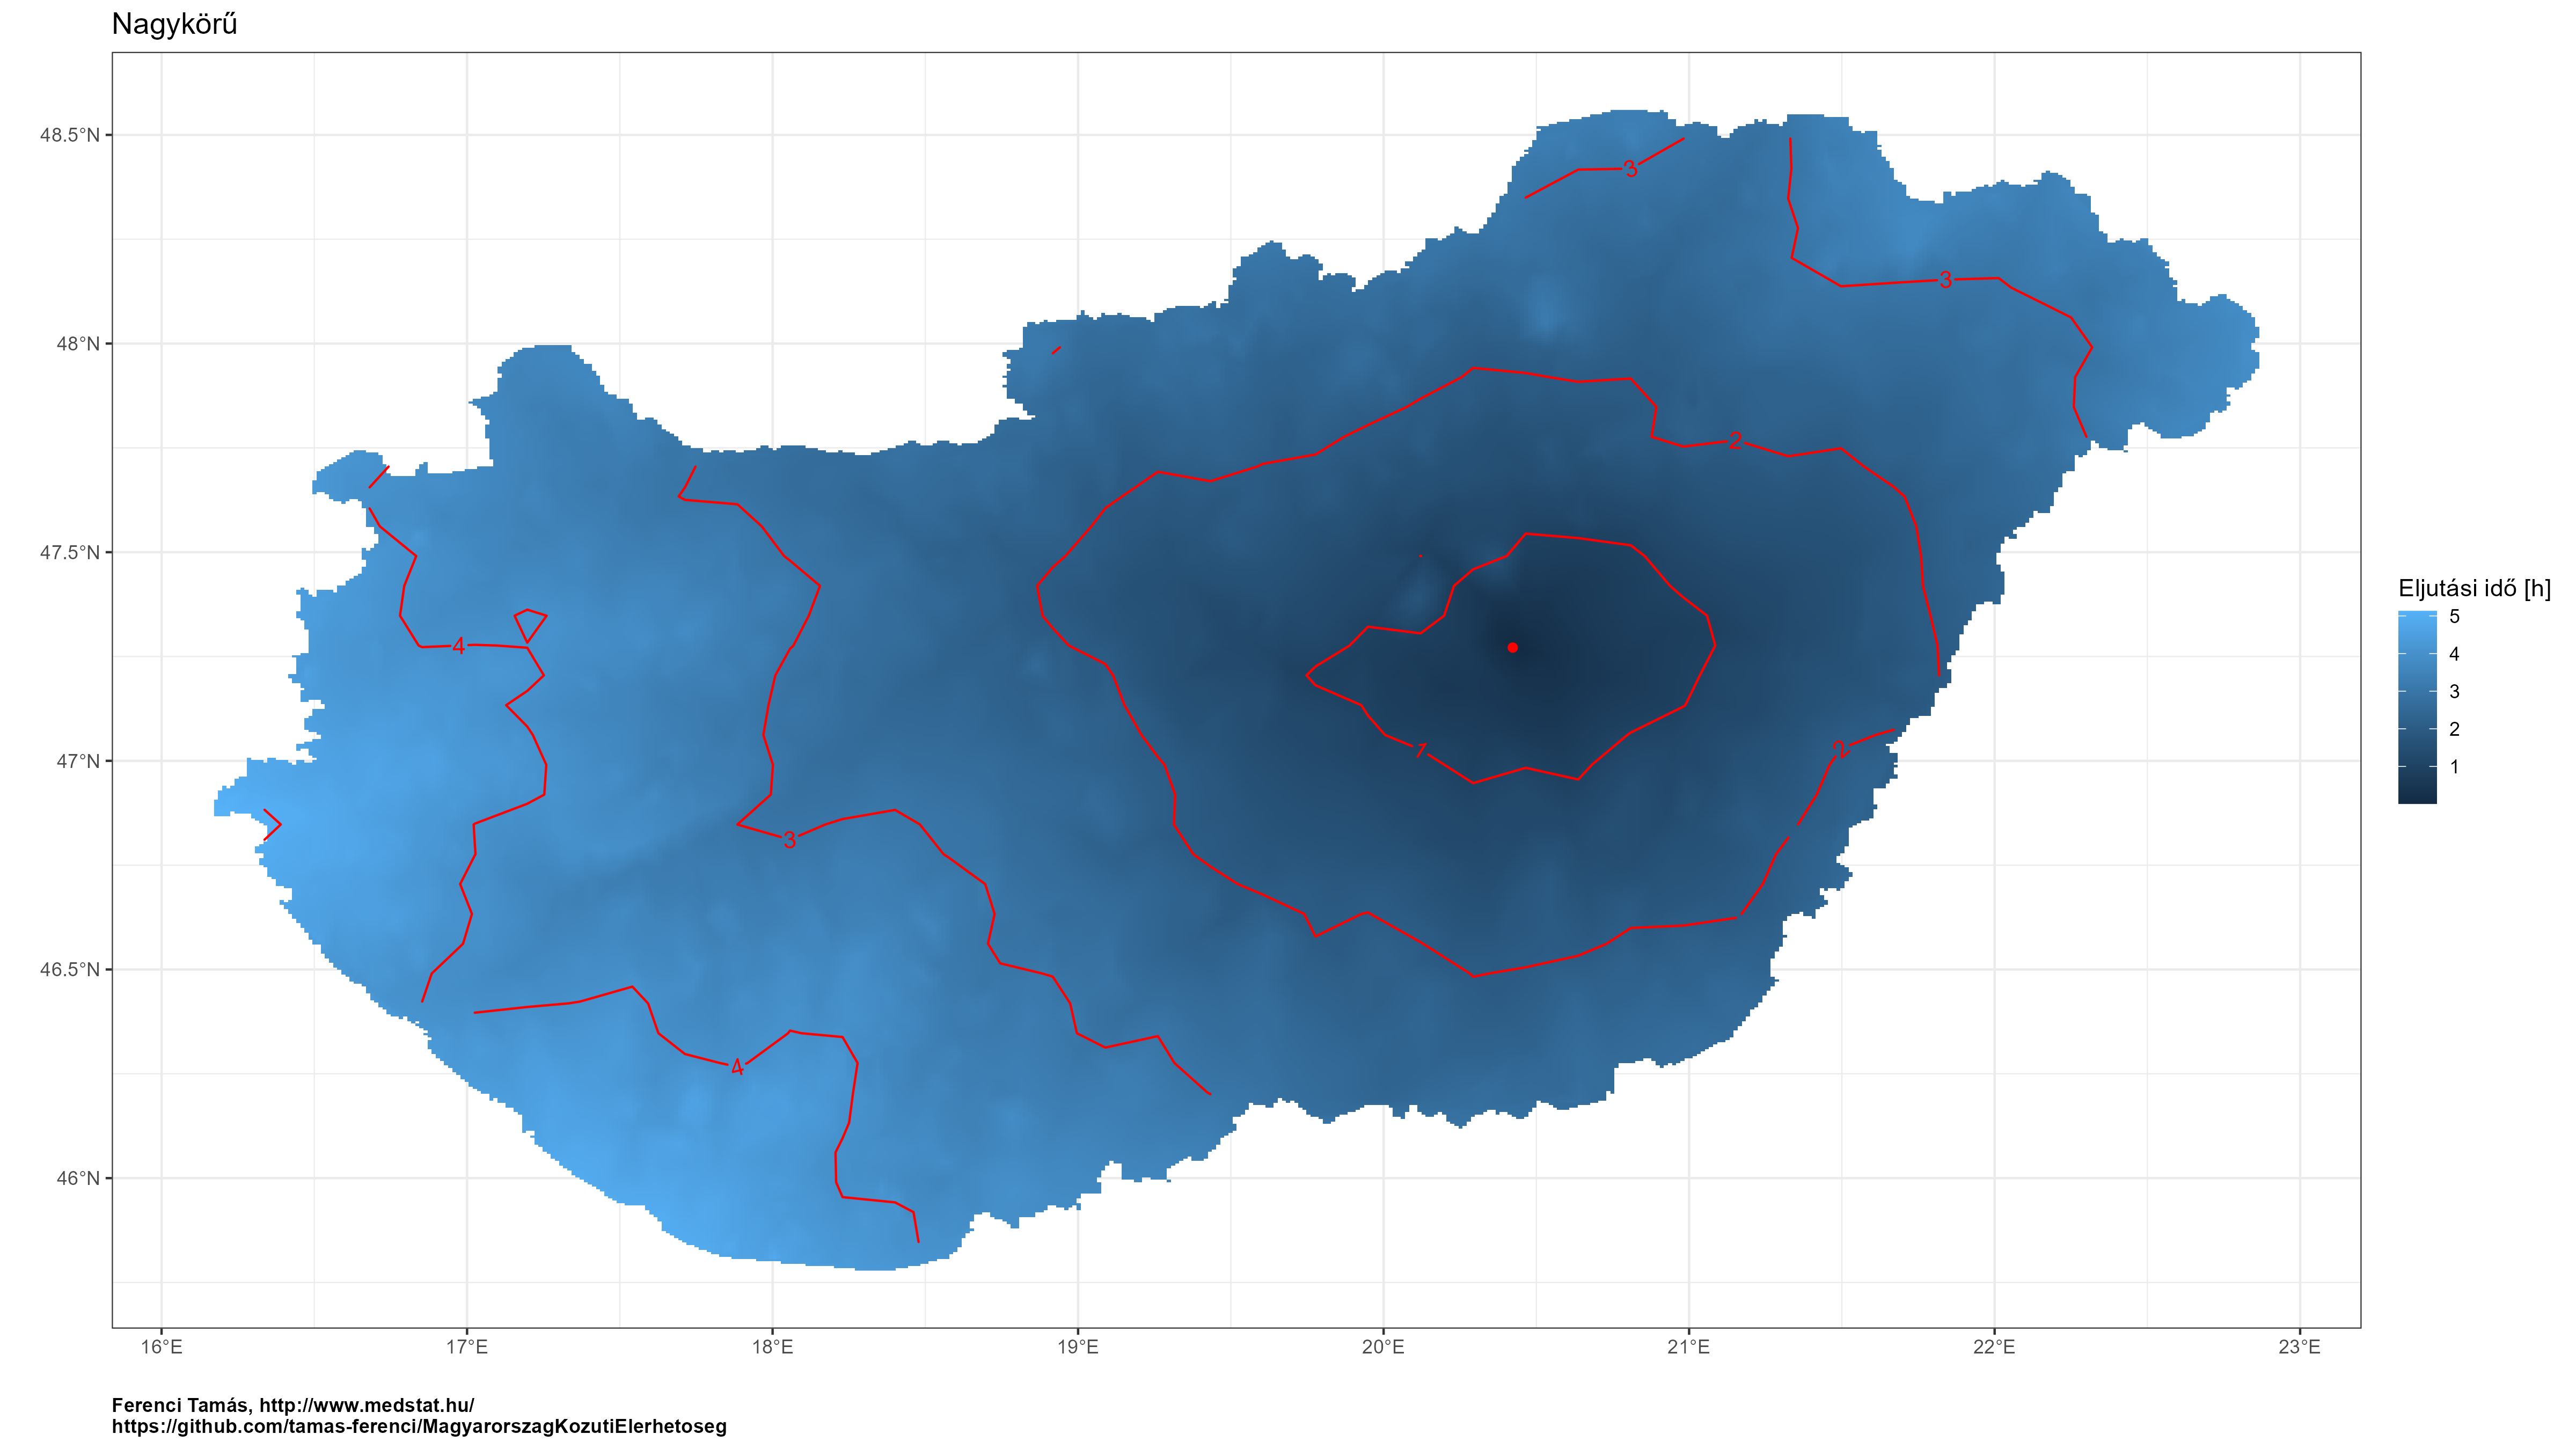 Nagykörű
48.5°N
48°N
47.5°N
47°N
46.5°N
46°N
16°E
17°E
18°E
19°E
20°E
21°E
22°E
23°E
3
3
2
4
1
2
3
4
Eljutási idő [h]
5
4
3
2
1
Ferenci Tamás, http://www.medstat.hu/
https://github.com/tamas-ferenci/MagyarorszagKozutiElerhetoseg